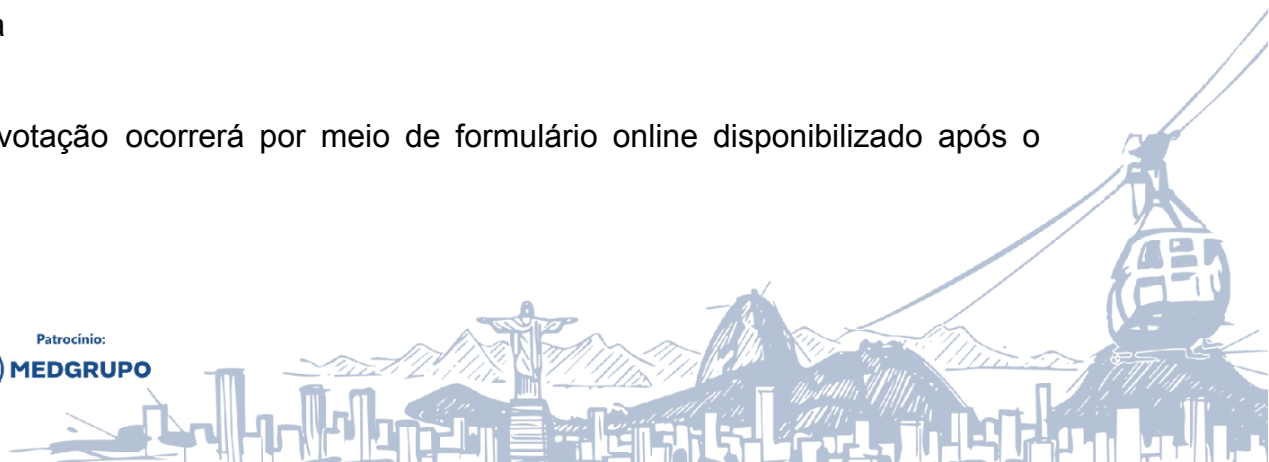 a
votação ocorrerá por meio de formulário online disponibilizado após o
Patrocínio:
MEDGRUPO